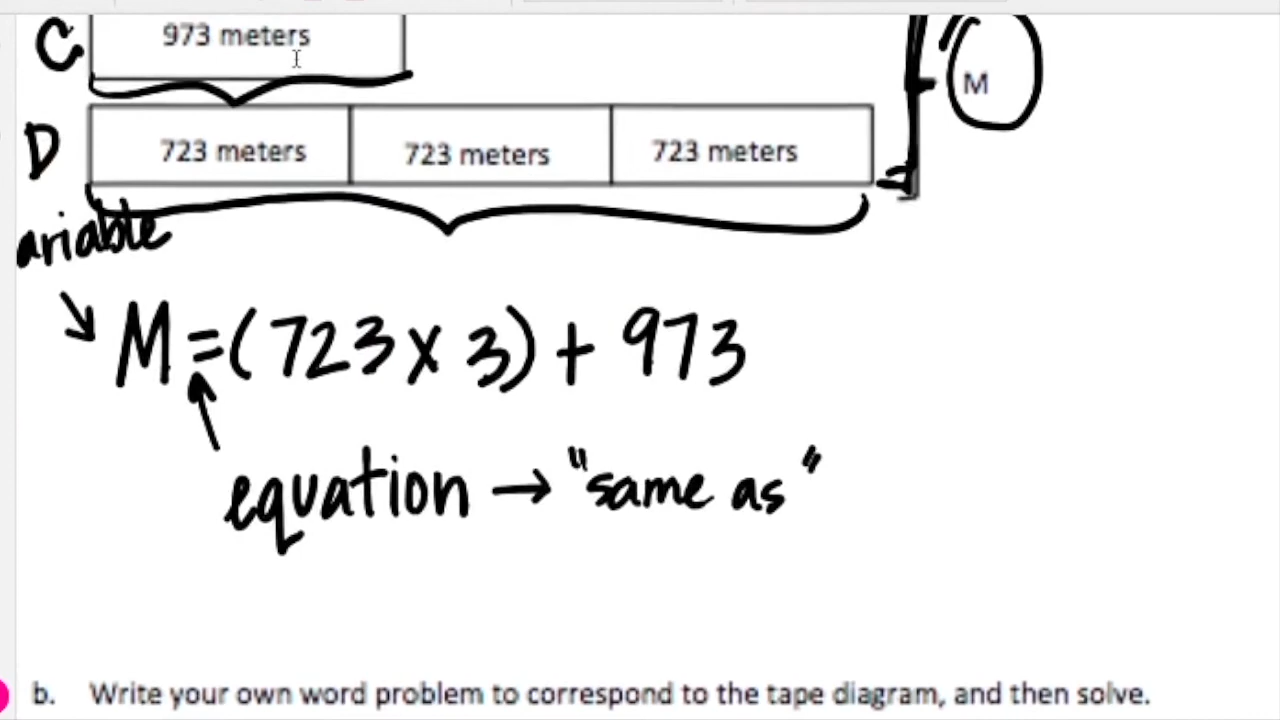 C 973 meters M
D 723 meters 723 meters 723 meters
ariable
M = (723 x 3) + 973
equation → "same as"
b. Write your own word problem to correspond to the tape diagram, and then solve.